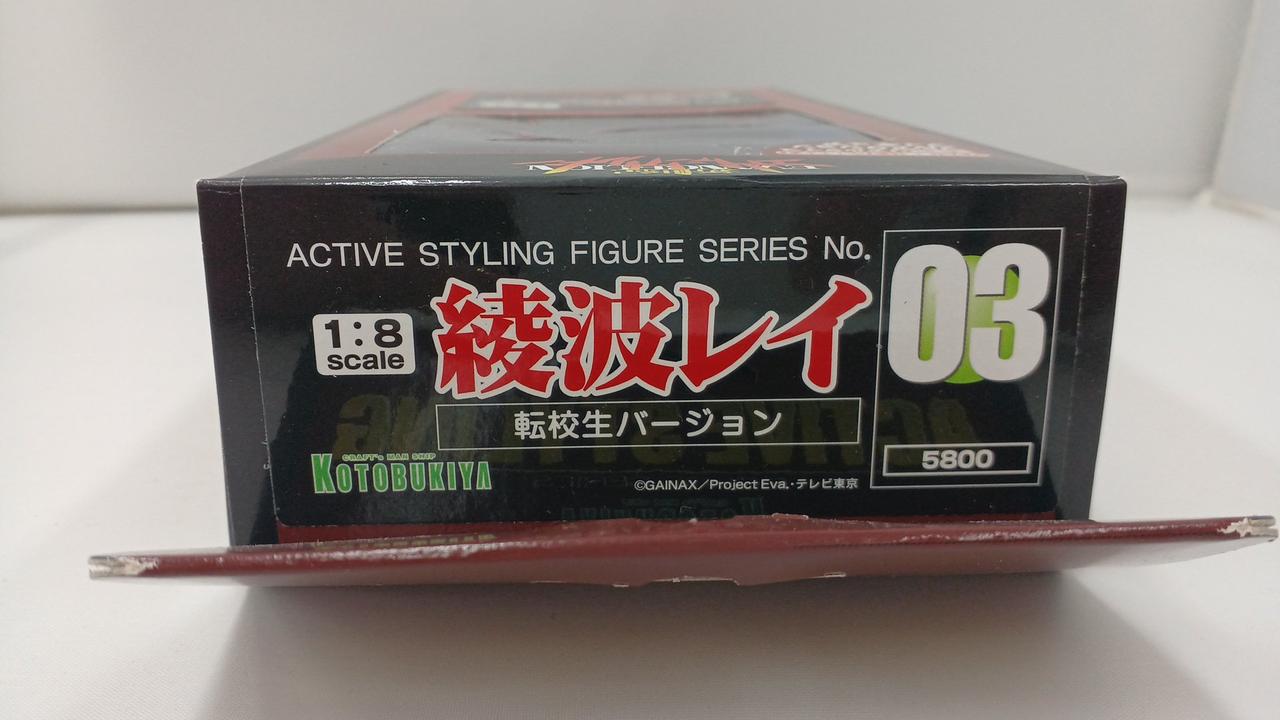 EVANGELION
ACTIVE STYLING FIGURE SERIES No.
03
1:8
scale
綾波レイ
転校生バージョン
5800
CRAFT's MAN SHIP
KOTOBUKIYA
©GAINAX／Project Eva.・テレビ東京